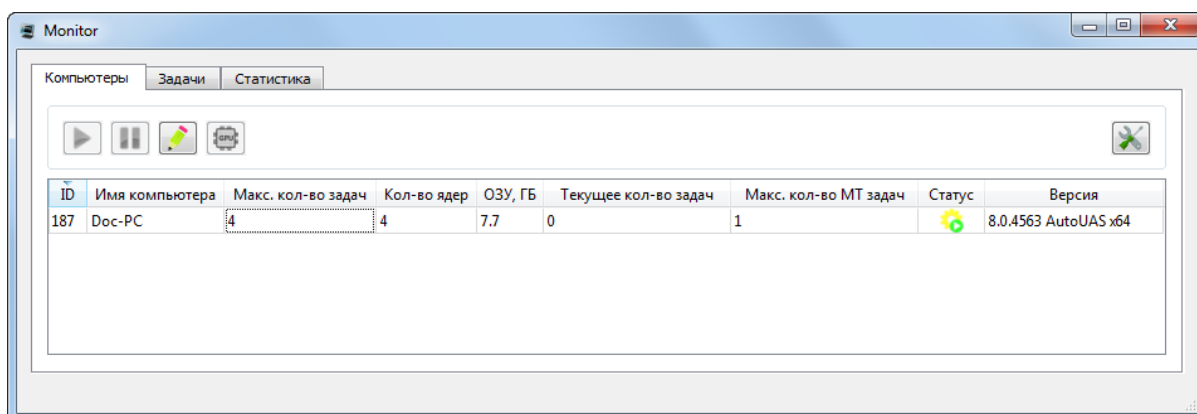 Monitor
Компьютеры Задачи Статистика
GPU
ID Имя компьютера Макс. кол-во задач Кол-во ядер ОЗУ, ГБ Текущее кол-во задач Макс. кол-во МТ задач Статус Версия
187 Doc-PC 4 4 7.7 0 1 8.0.4563 AutoUAS x64